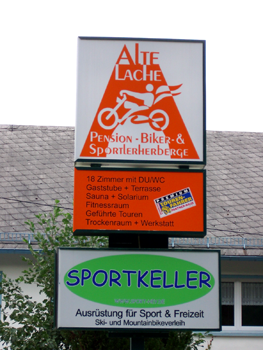 ALTE
LACHE
PENSION · BIKER- &
SPORTLERHERBERGE
18 Zimmer mit DU/WC
Gaststube + Terrasse
Sauna + Solarium
Fitnessraum
Geführte Touren
Trockenraum + Werkstatt
PREMIUM
SPORTKELLER
Ausrüstung für Sport & Freizeit
Ski- und Mountainbikeverleih